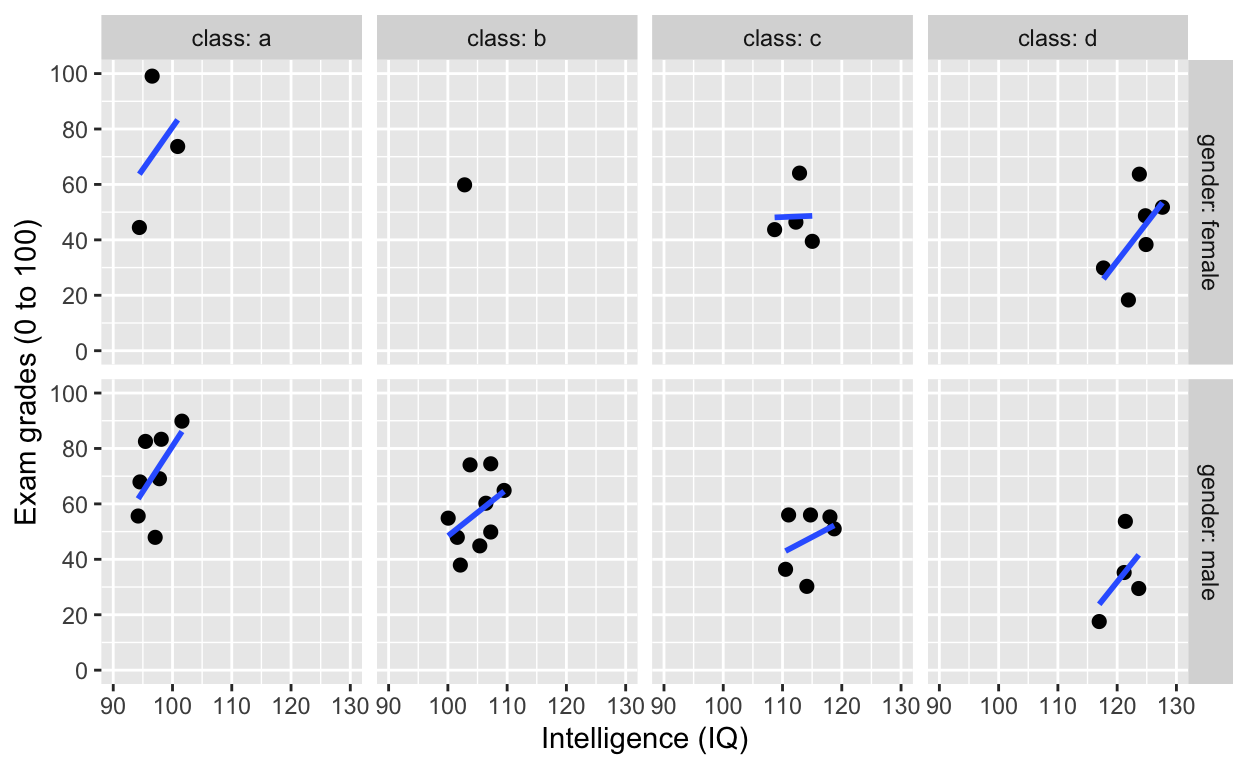 class: a
class: b
class: c
class: d
100
80
60
40
20
0
gender: female
100
80
60
40
20
0
gender: male
90 100 110 120 130
90 100 110 120 130
90 100 110 120 130
90 100 110 120 130
Intelligence (IQ)
Exam grades (0 to 100)